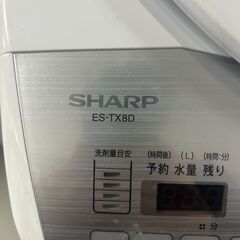 SHARP
ES-TX8D
洗剤量目安 (時間後) (L) (時間:分)
予約 水量 残り
分